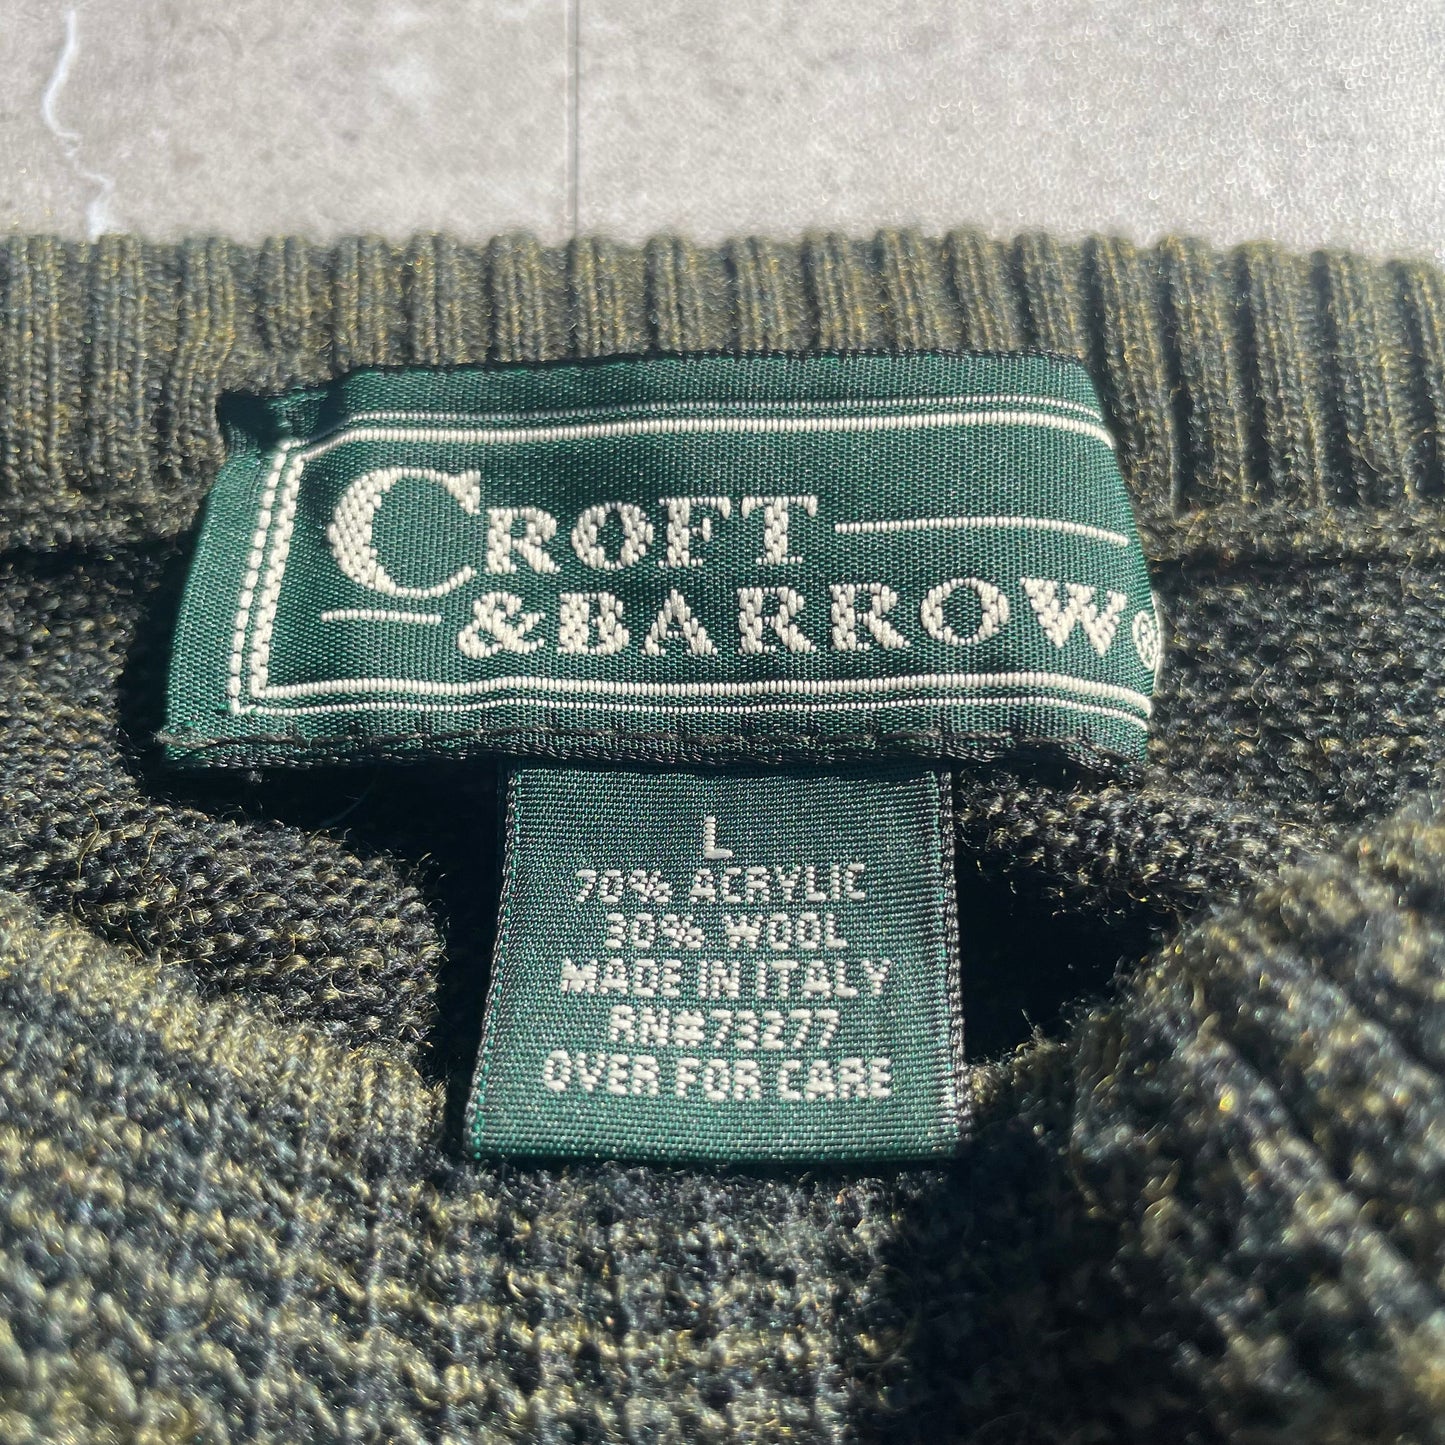 CROFT
&BARROW®
L
70% ACRYLIC
30% WOOL
MADE IN ITALY
RN#73277
OVER FOR CARE